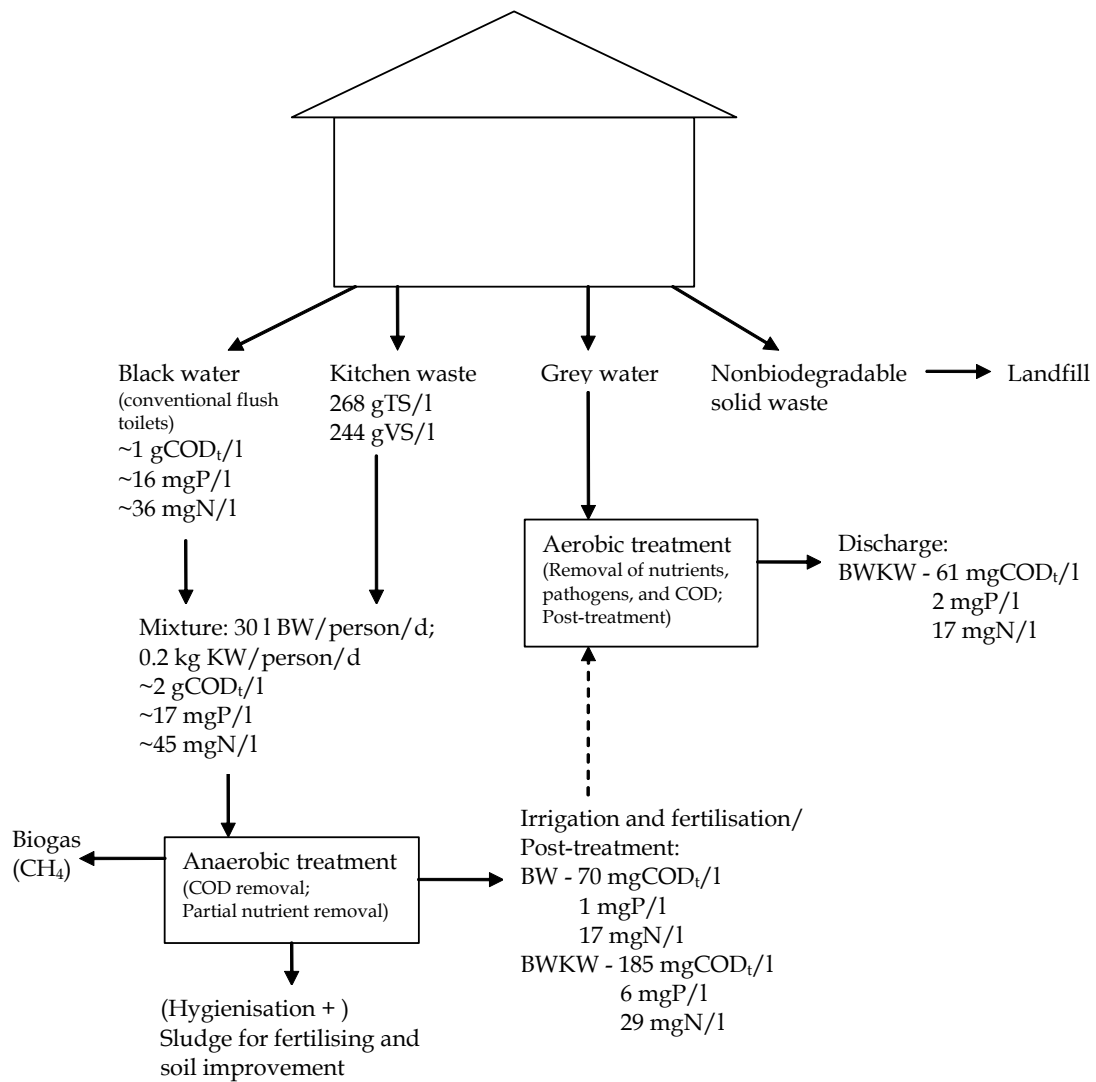 Black water
(conventional flush
toilets)
~1 gCODt/l
~16 mgP/l
~36 mgN/l
Kitchen waste
268 gTS/l
244 gVS/l
Grey water
Nonbiodegradable
solid waste
Landfill
Aerobic treatment
(Removal of nutrients,
pathogens, and COD;
Post-treatment)
Discharge:
BWKW - 61 mgCODt/l
2 mgP/l
17 mgN/l
Mixture: 30 l BW/person/d;
0.2 kg KW/person/d
~2 gCODt/l
~17 mgP/l
~45 mgN/l
Biogas
(CH4)
Anaerobic treatment
(COD removal;
Partial nutrient removal)
Irrigation and fertilisation/
Post-treatment:
BW - 70 mgCODt/l
1 mgP/l
17 mgN/l
BWKW - 185 mgCODt/l
6 mgP/l
29 mgN/l
(Hygienisation + )
Sludge for fertilising and
soil improvement